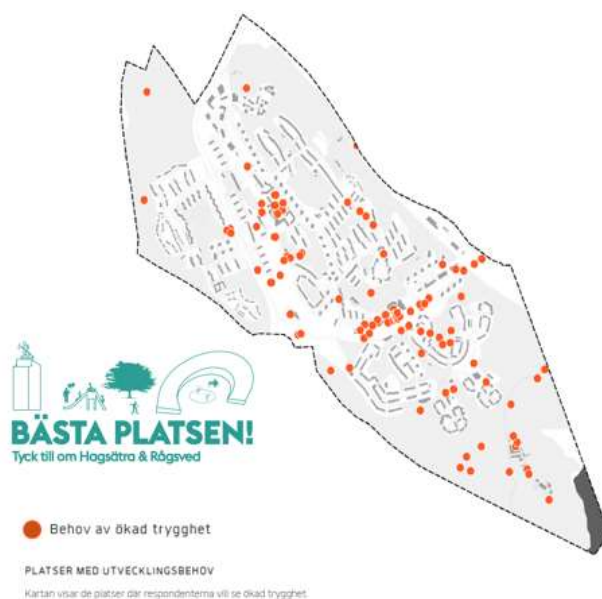 BÄSTA PLATSEN!
Tyck till om Hagsätra & Rågsved
Behov av ökad trygghet
PLATSER MED UTVECKLINGSBEHOV
Kartan visar de platser där respondenterna vill se ökad trygghet.